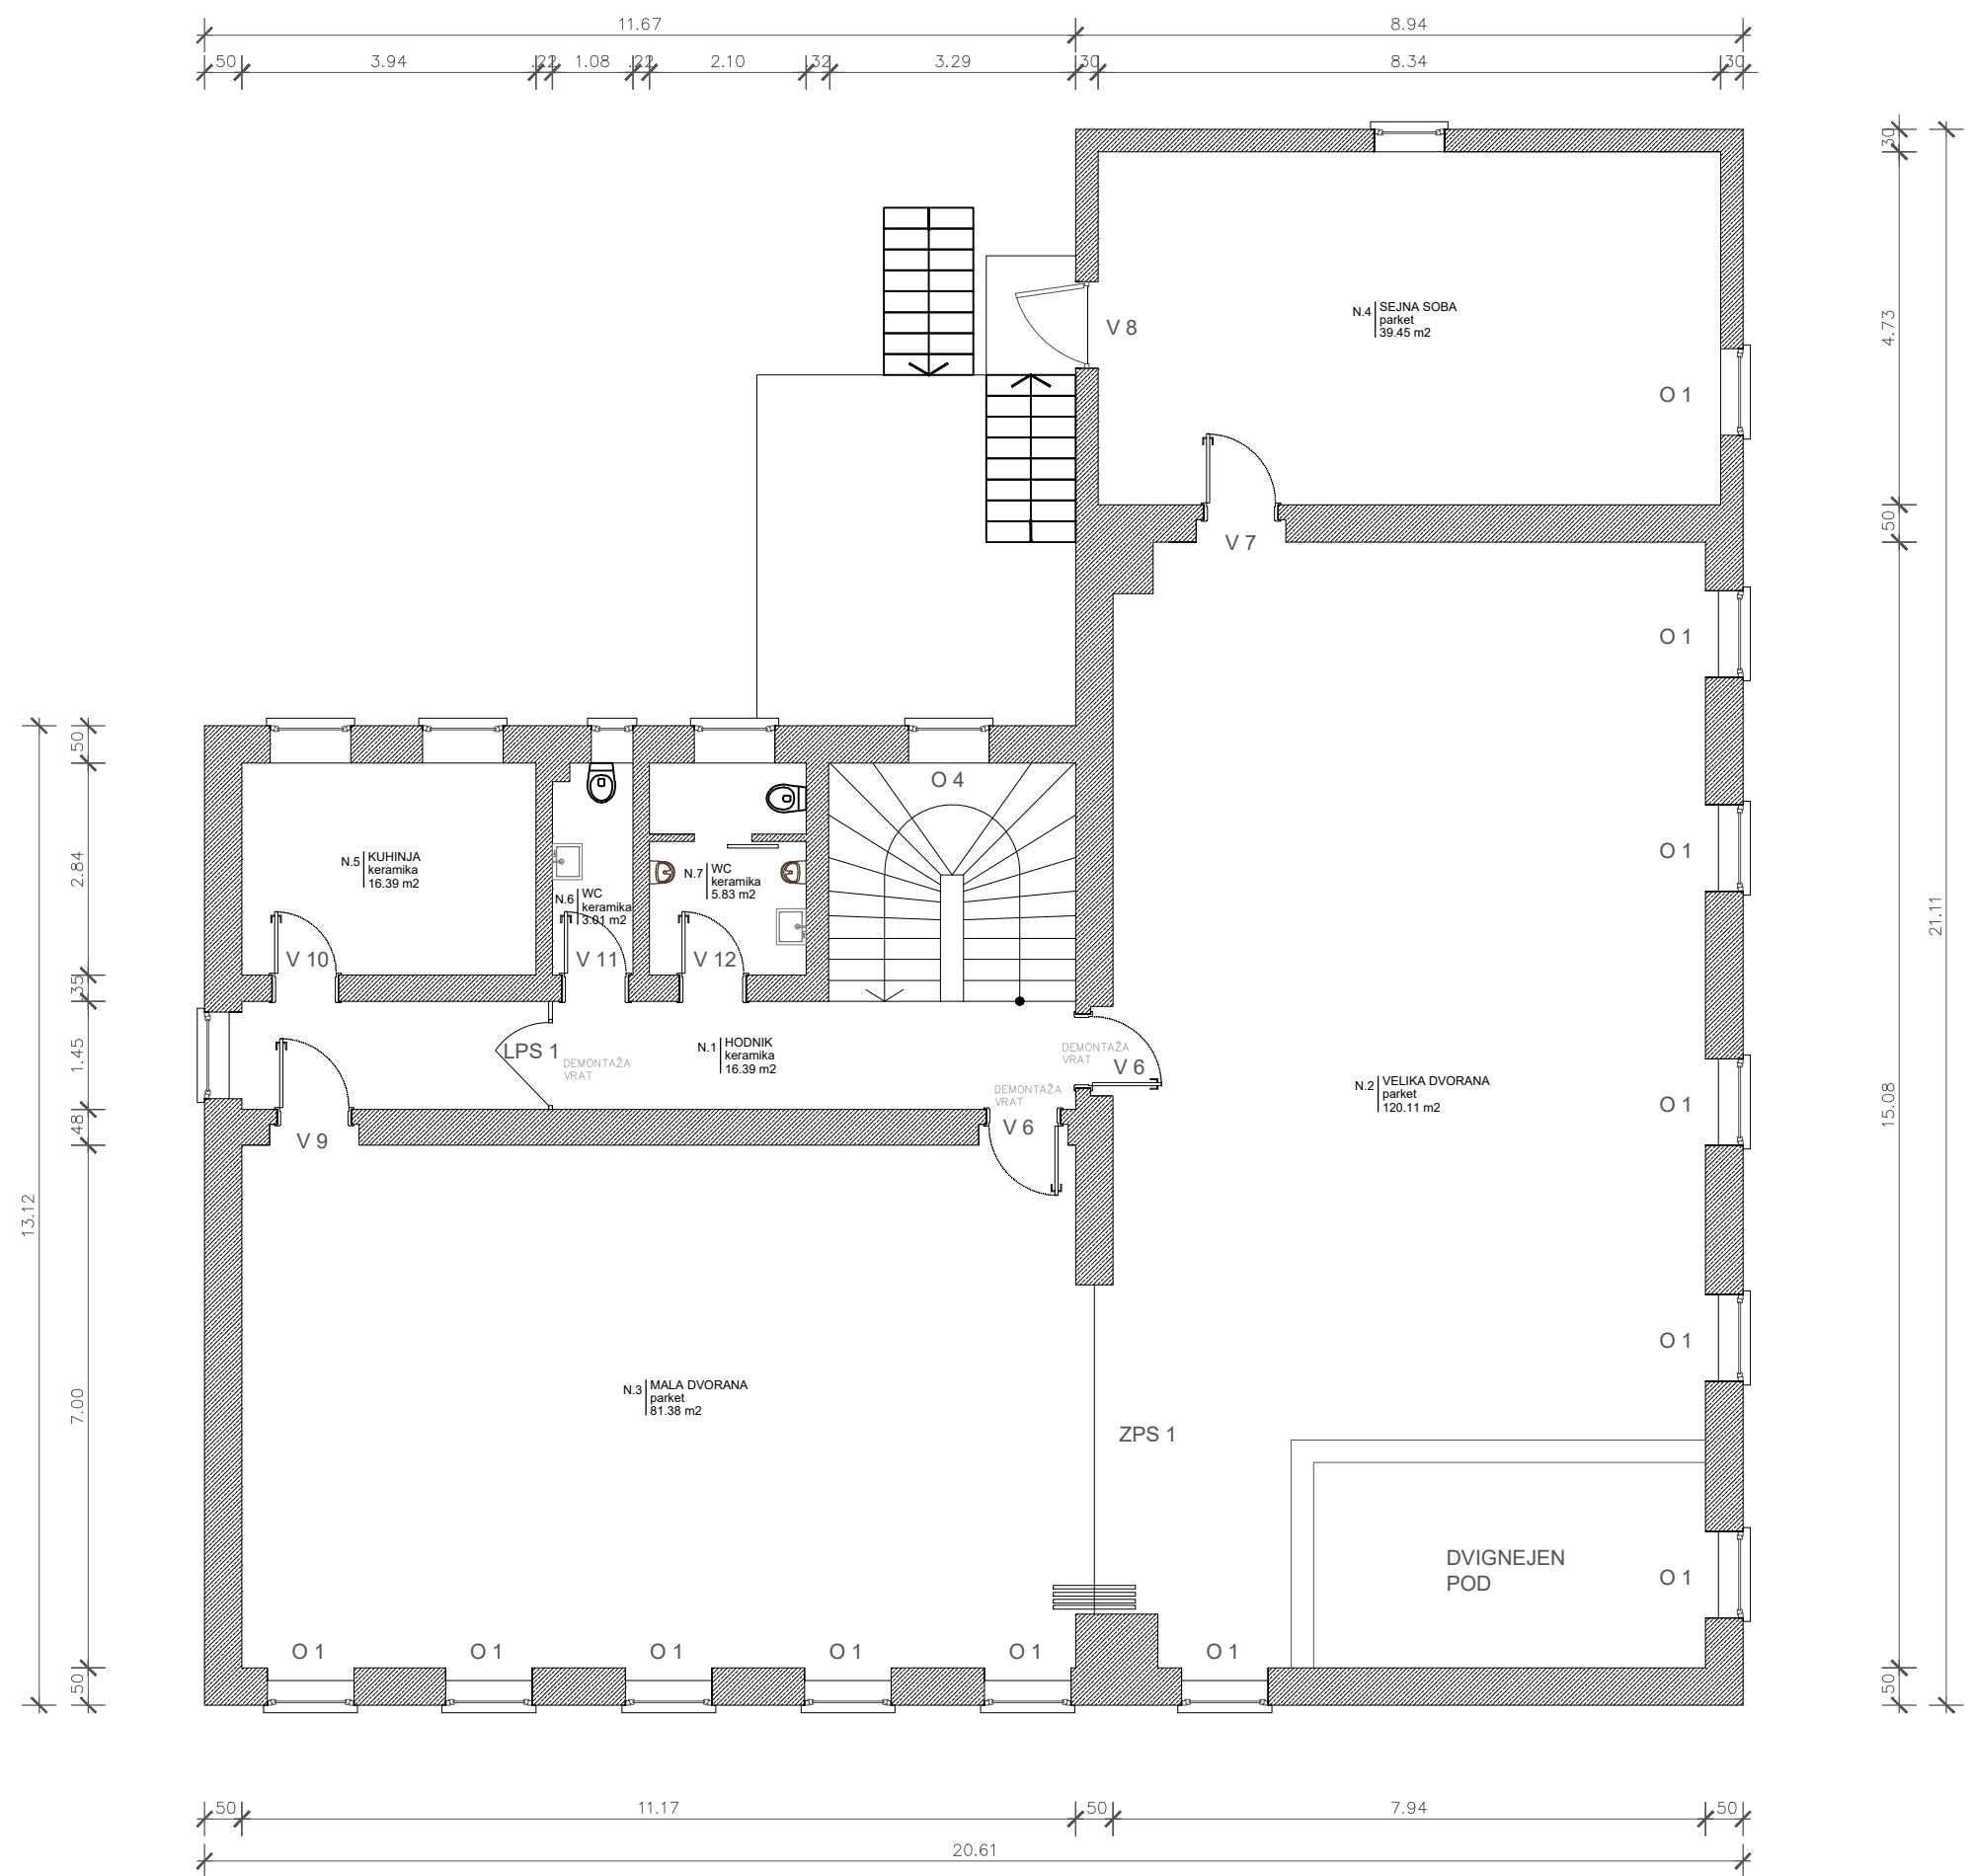 11.67
8.94
50
3.94
22
1.08
22
2.10
32
3.29
30
8.34
30
30
4.73
50
15.08
50
21.11
N.4 SEJNA SOBA
parket
39.45 m2
V 8
O 1
V 7
O 1
O 1
O 1
O 1
O 1
13.12
50
2.84
35
1.45
48
7.00
50
O 4
N.5 KUHINJA
keramika
16.39 m2
N.6 WC
keramika
3.01 m2
N.7 WC
keramika
5.83 m2
V 10
V 11
V 12
LPS 1
DEMONTAŽA
VRAT
N.1 HODNIK
keramika
16.39 m2
DEMONTAŽA
VRAT
V 6
DEMONTAŽA
VRAT
V 6
V 9
N.2 VELIKA DVORANA
parket
120.11 m2
N.3 MALA DVORANA
parket
81.38 m2
ZPS 1
DVIGNEJEN
POD
O 1
O 1
O 1
O 1
O 1
O 1
50
11.17
50
7.94
50
20.61